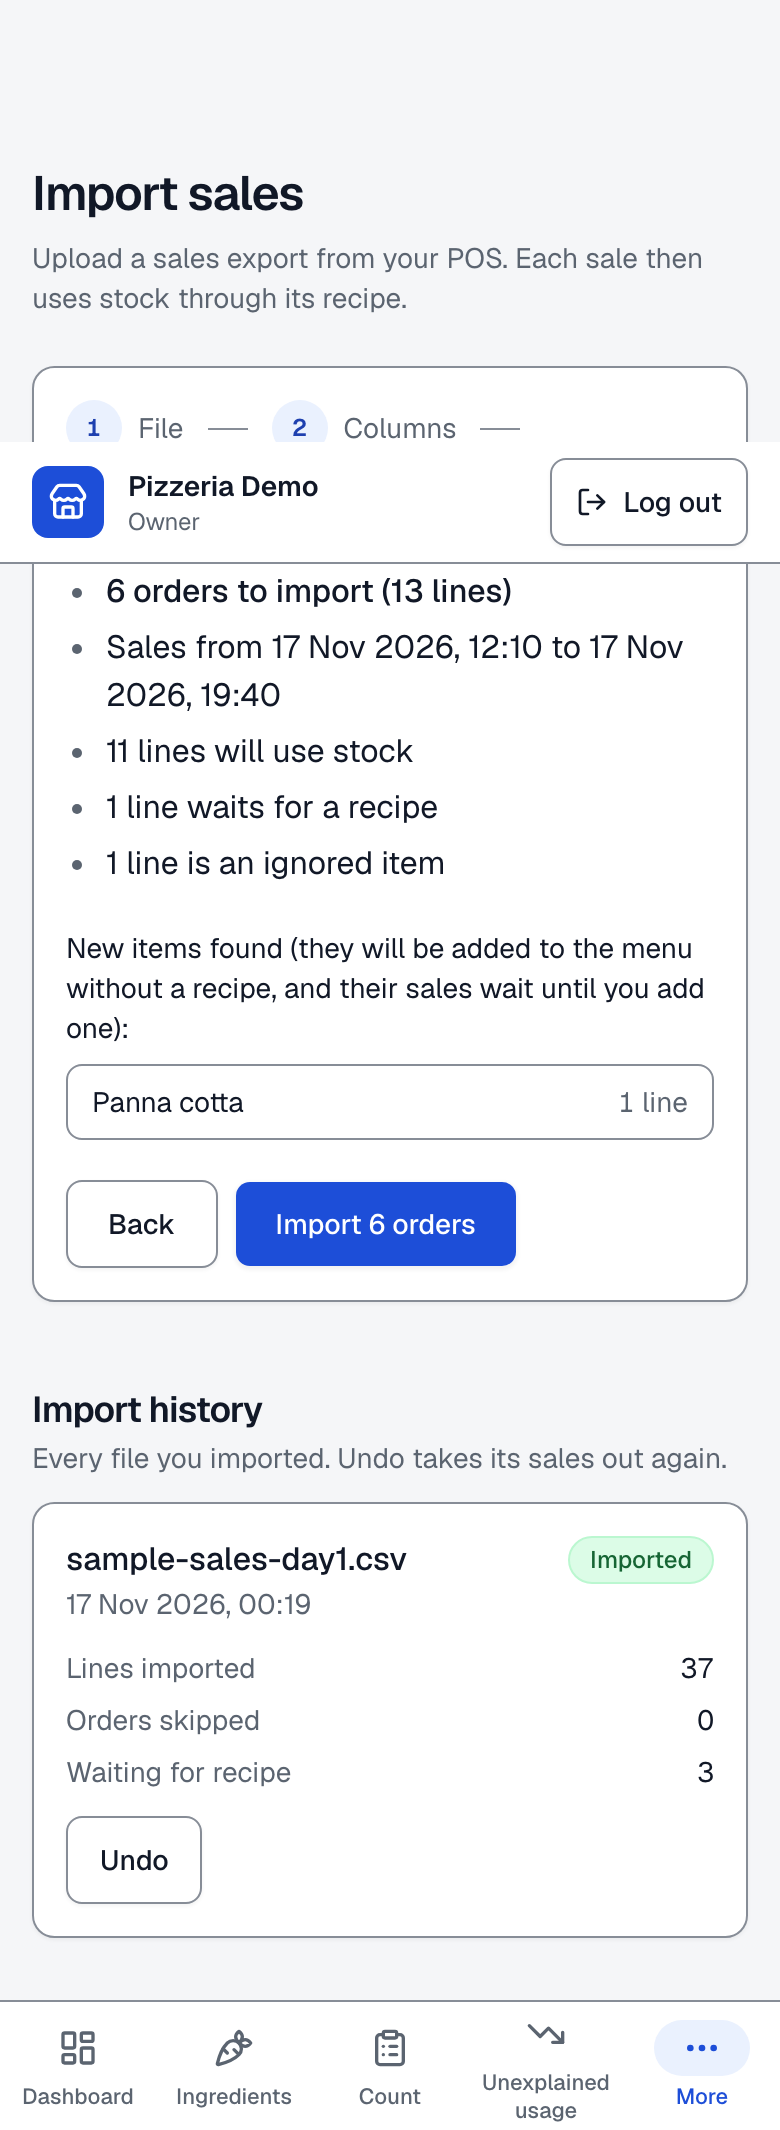 Import sales
Upload a sales export from your POS. Each sale then
uses stock through its recipe.
1 File — 2 Columns —
Pizzeria Demo
Owner
Log out
• 6 orders to import (13 lines)
• Sales from 17 Nov 2026, 12:10 to 17 Nov
2026, 19:40
• 11 lines will use stock
• 1 line waits for a recipe
• 1 line is an ignored item
New items found (they will be added to the menu
without a recipe, and their sales wait until you add
one):
Panna cotta 1 line
Back
Import 6 orders
Import history
Every file you imported. Undo takes its sales out again.
sample-sales-day1.csv
Imported
17 Nov 2026, 00:19
Lines imported 37
Orders skipped 0
Waiting for recipe 3
Undo
Dashboard
Ingredients
Count
Unexplained
usage
More